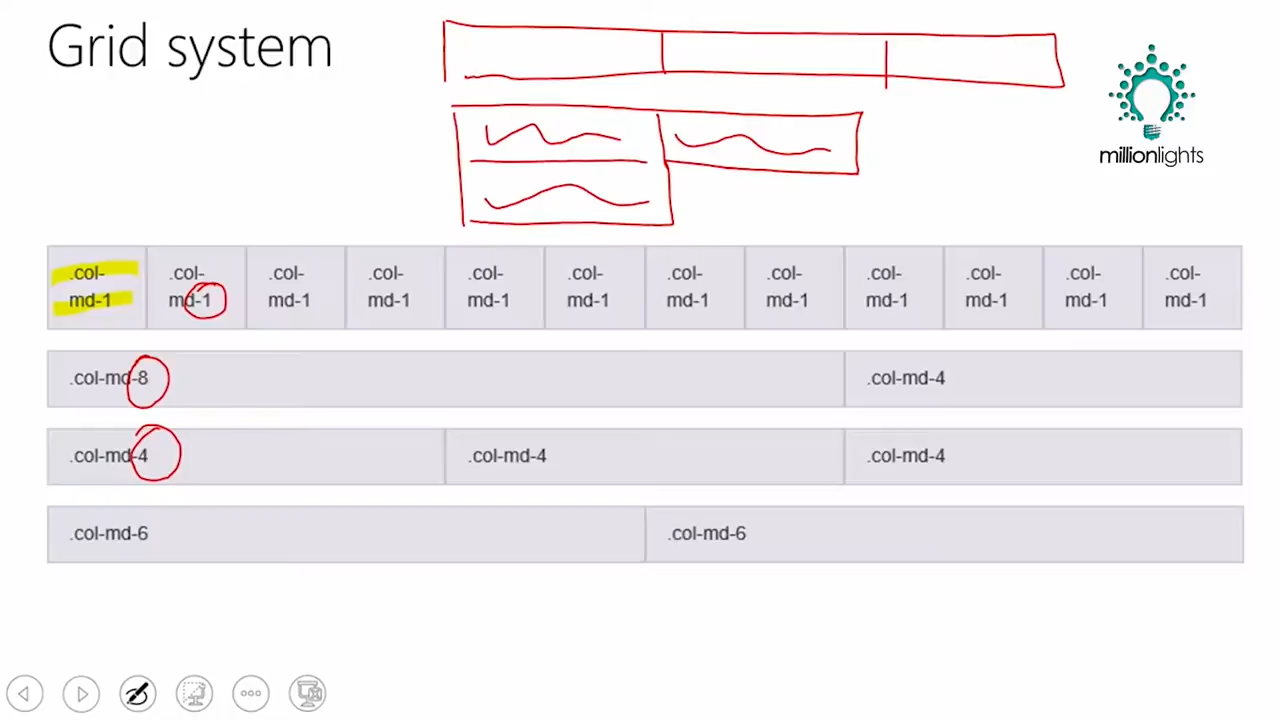 Grid system
millionlights
.col- .col- .col- .col- .col- .col- .col- .col- .col- .col- .col- .col-
md-1 md-1 md-1 md-1 md-1 md-1 md-1 md-1 md-1 md-1 md-1 md-1
.col-md-8 .col-md-4
.col-md-4 .col-md-4 .col-md-4
.col-md-6 .col-md-6